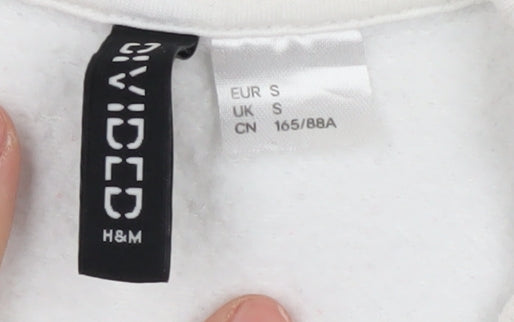 DIVIDED
H&M
EUR S
UK S
CN 165/88A